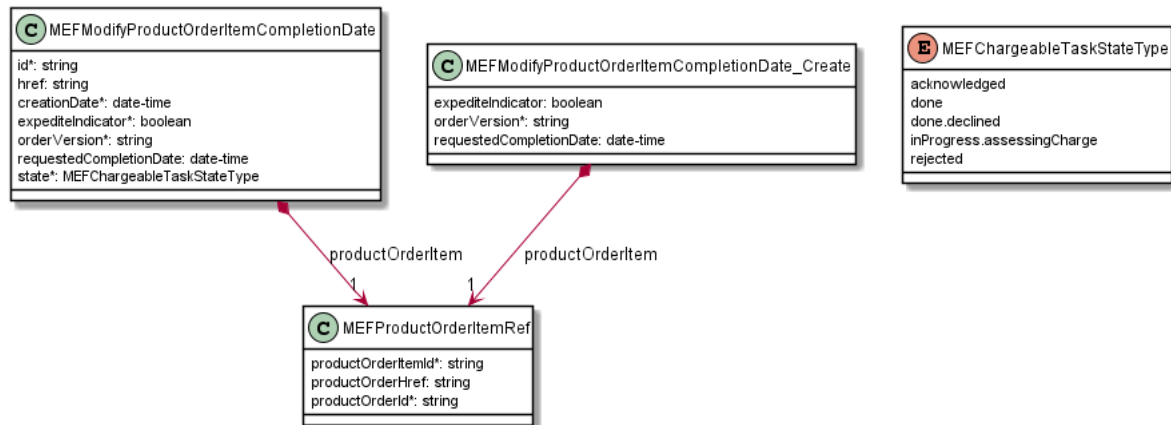 C MEFModifyProductOrderItemCompletionDate
id*: string
href: string
creationDate*: date-time
expediteIndicator*: boolean
orderVersion*: string
requestedCompletionDate: date-time
state*: MEFChargeableTaskStateType
C MEFModifyProductOrderItemCompletionDate_Create
expediteIndicator: boolean
orderVersion*: string
requestedCompletionDate: date-time
E MEFChargeableTaskStateType
acknowledged
done
done.declined
inProgress.assessingCharge
rejected
productOrderItem
1
productOrderItem
1
C MEFProductOrderItemRef
productOrderItemId*: string
productOrderHref: string
productOrderId*: string